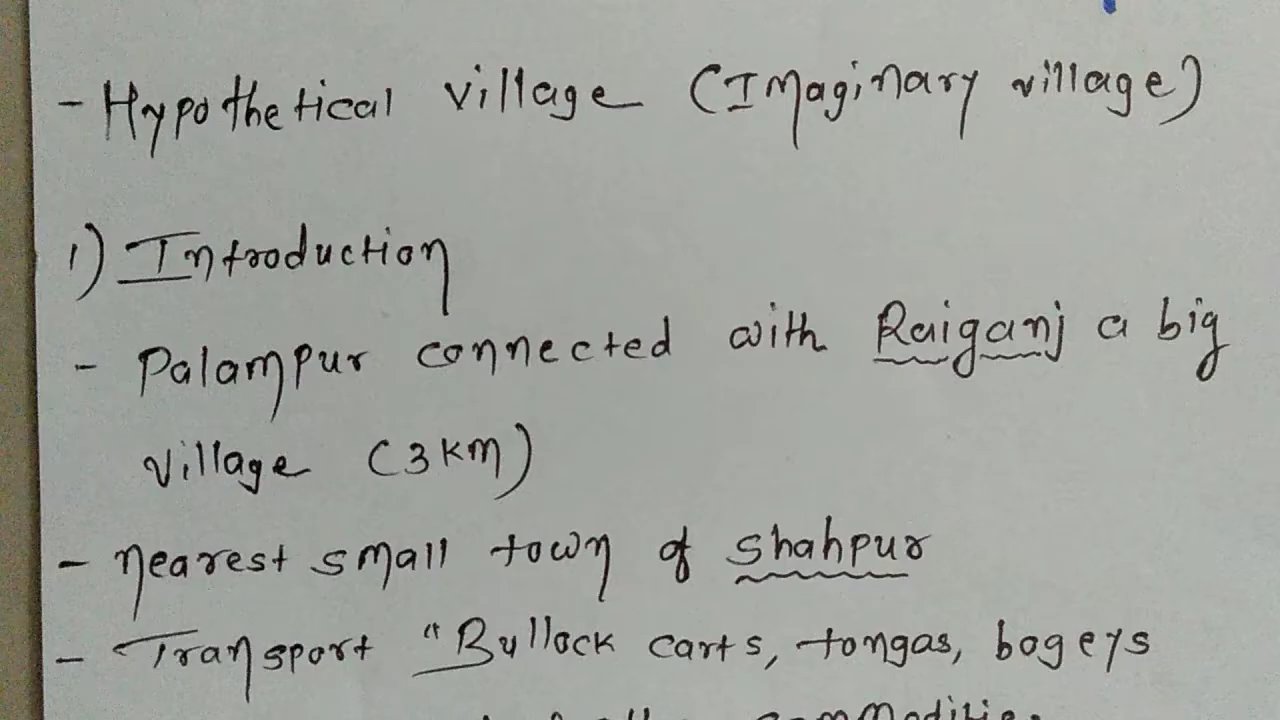 - Hypothetical village (Imaginary village)
1) Introduction
- Palampur connected with Raiganj a big
village (3km)
- nearest small town of Shahpur
- Transport "Bullock carts, tongas, bogeys